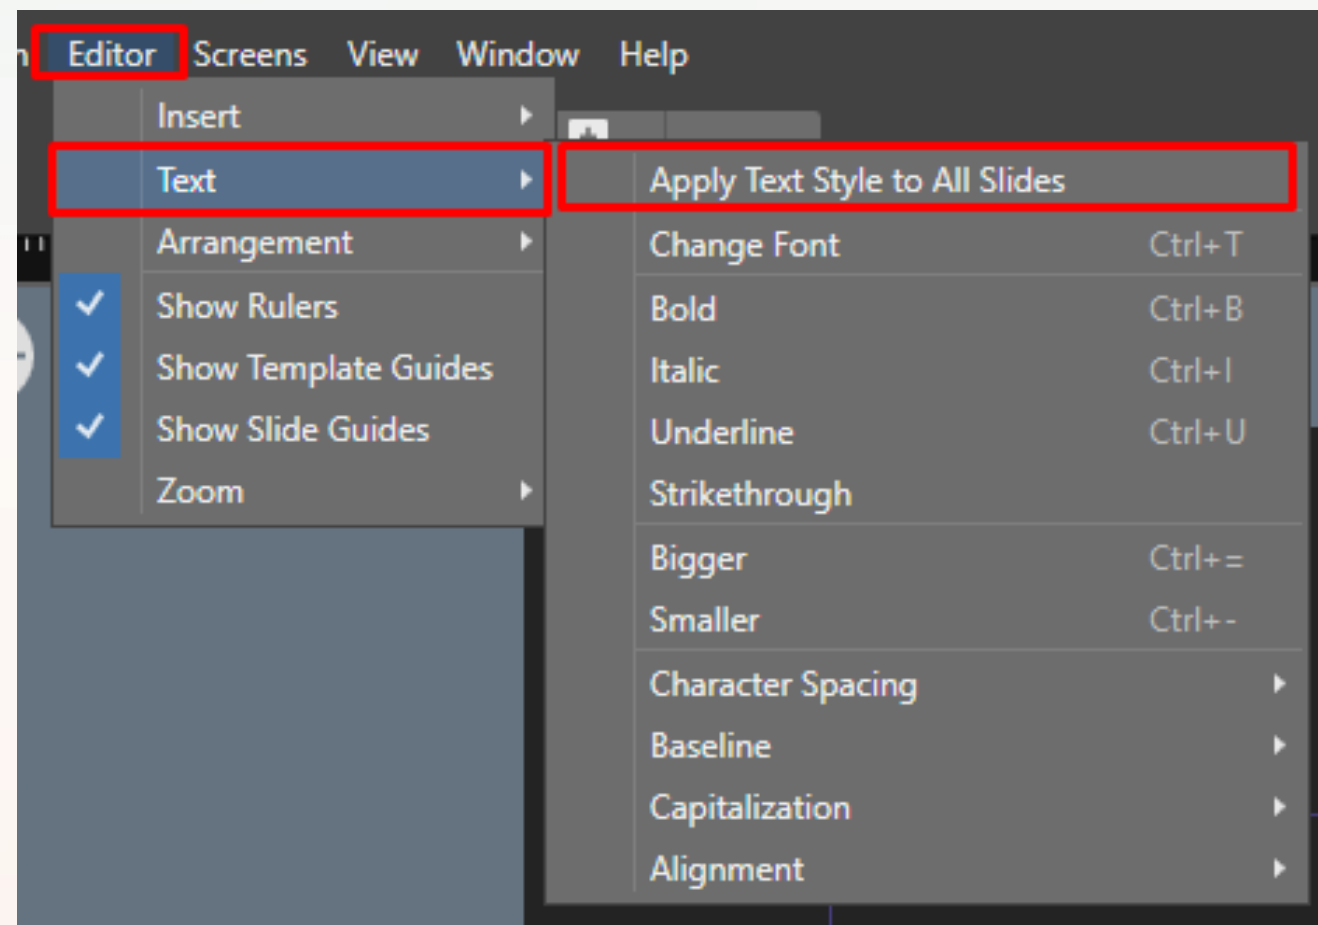 Editor Screens View Window Help
Insert
Text
Arrangement
Show Rulers
Show Template Guides
Show Slide Guides
Zoom
Apply Text Style to All Slides
Change Font Ctrl+T
Bold Ctrl+B
Italic Ctrl+I
Underline Ctrl+U
Strikethrough
Bigger Ctrl+=
Smaller Ctrl+-
Character Spacing
Baseline
Capitalization
Alignment